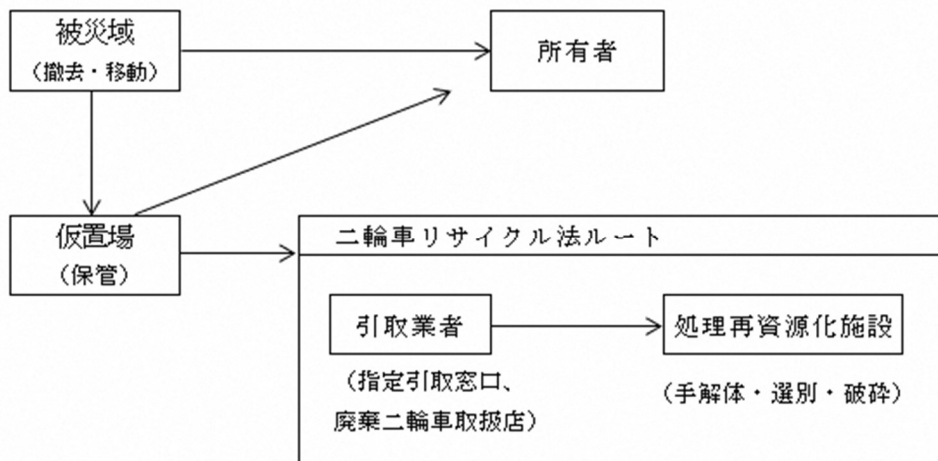 被災域
（撤去・移動）
所有者
仮置場
（保管）
二輪車リサイクル法ルート
引取業者
処理再資源化施設
（指定引取窓口、
廃棄二輪車取扱店）
（手解体・選別・破砕）